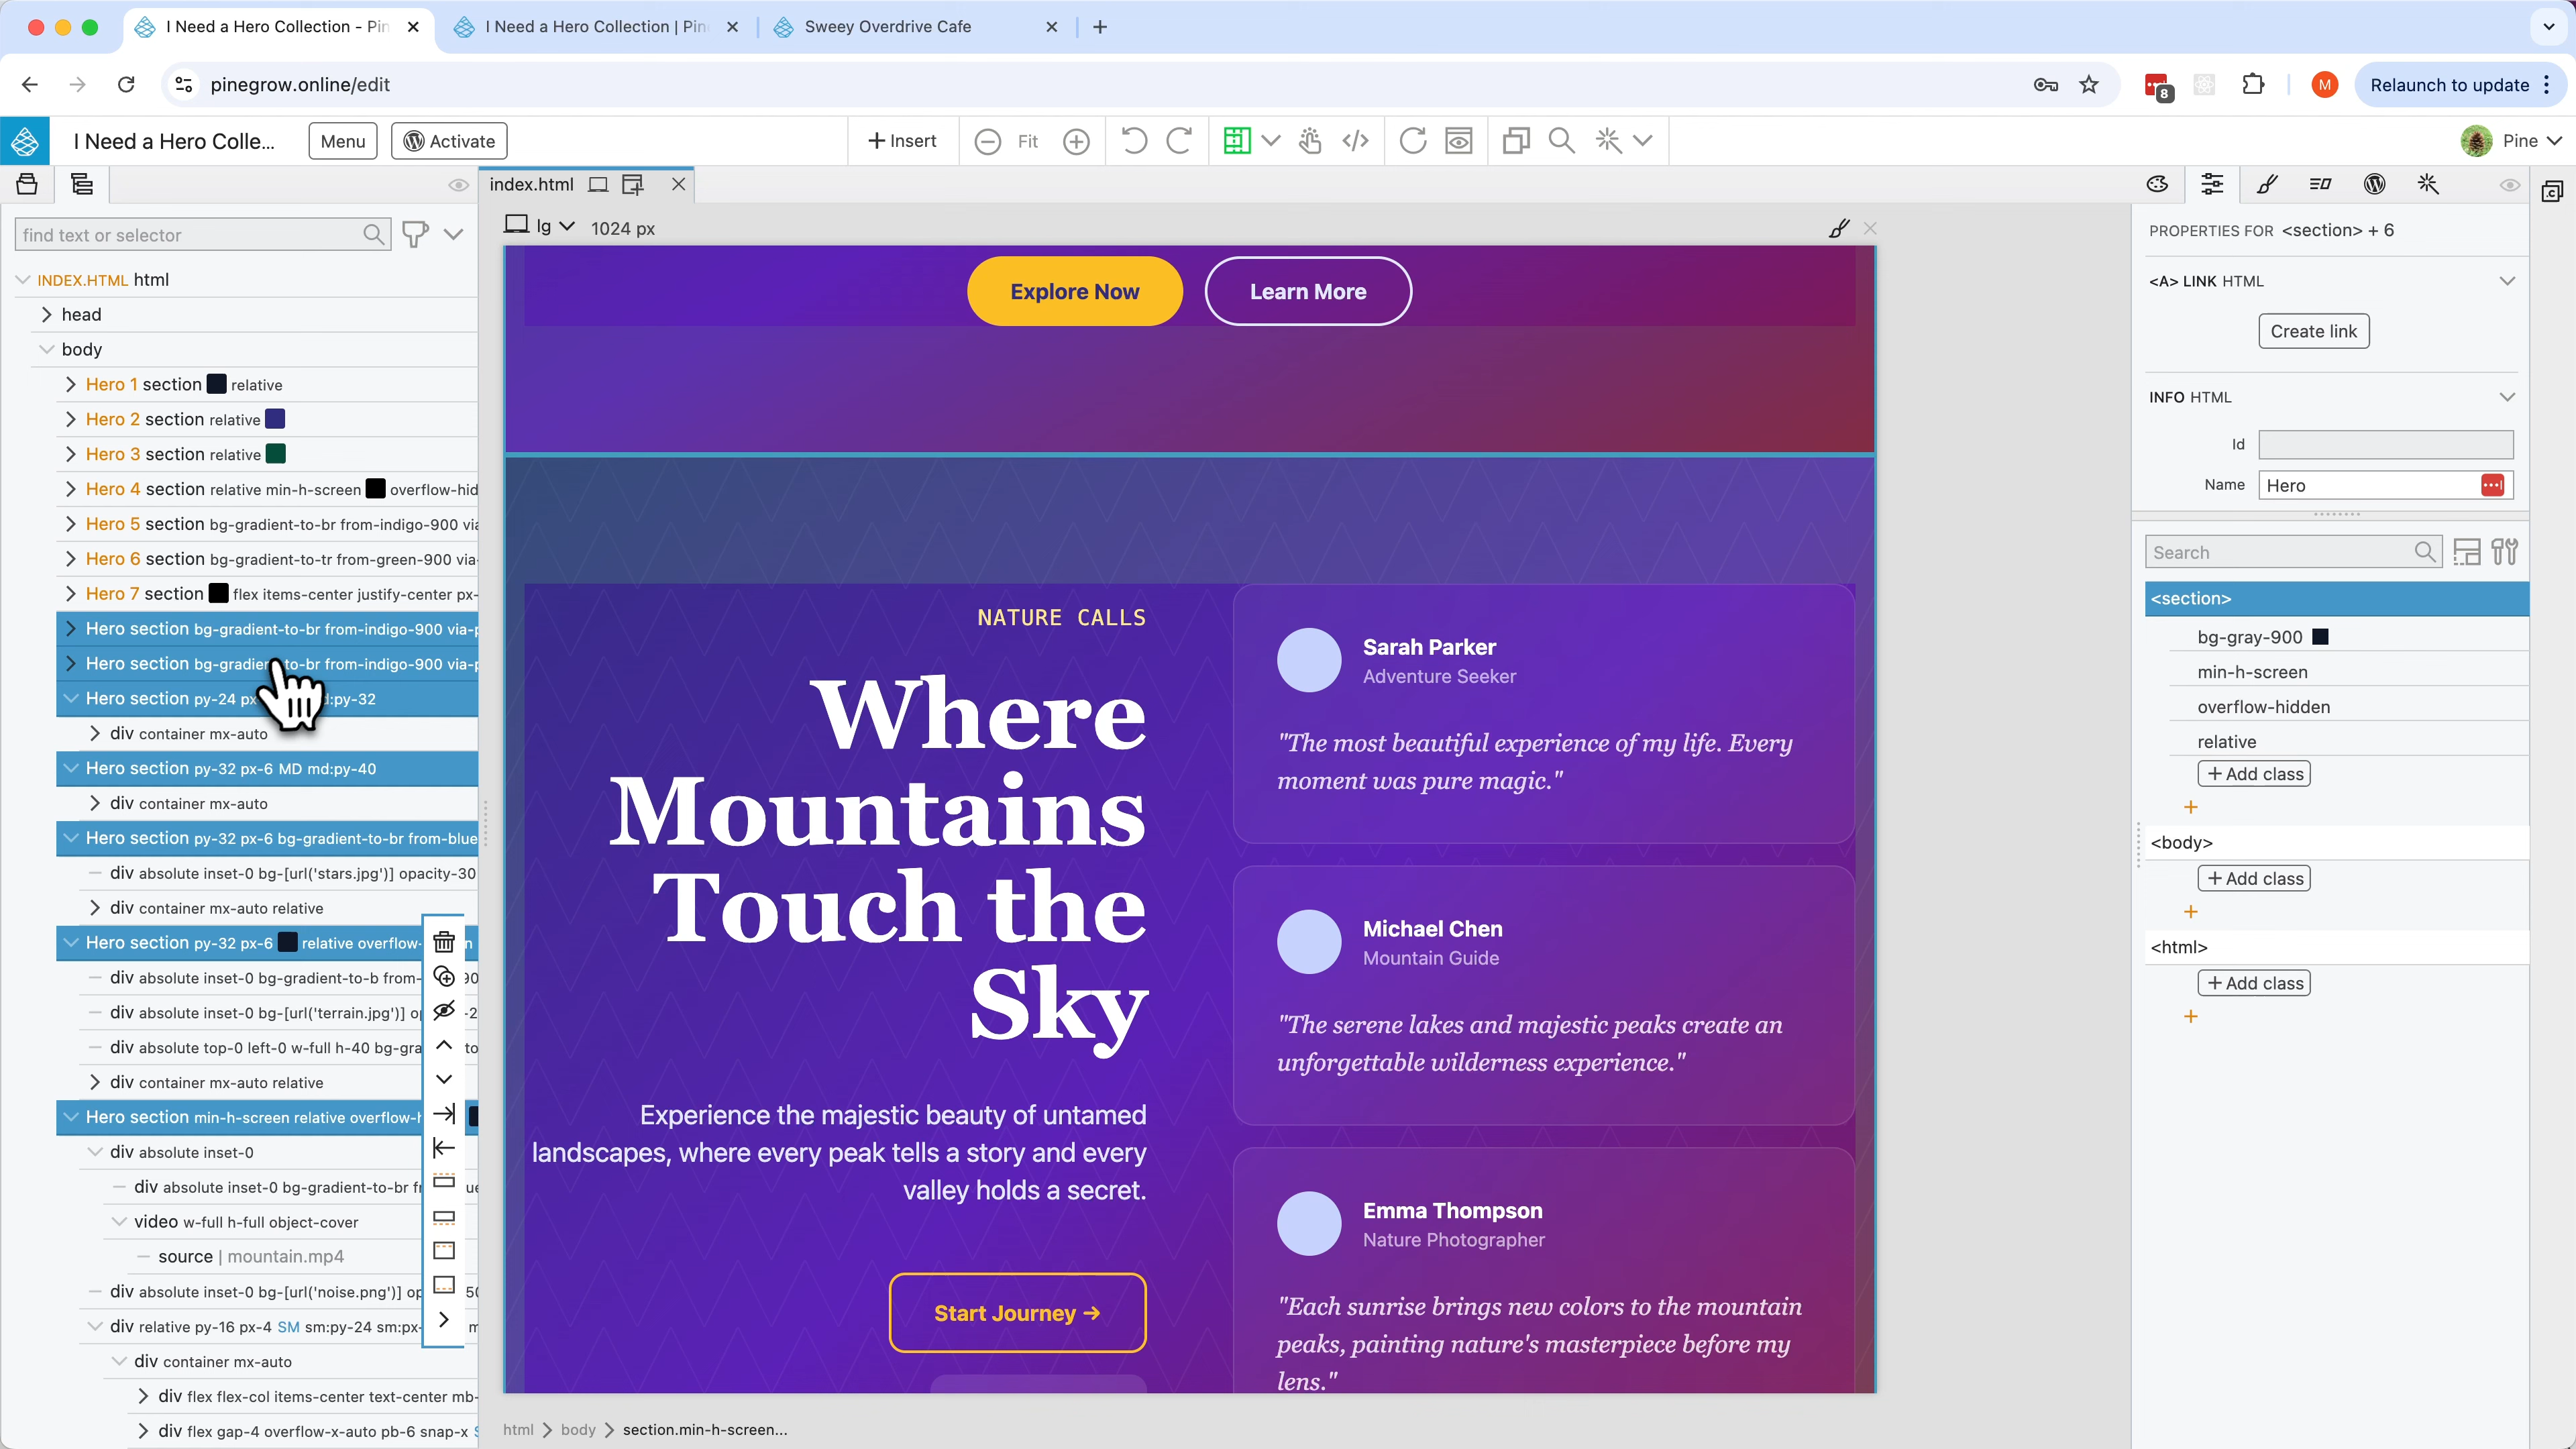 I Need a Hero Collection - Pin
I Need a Hero Collection | Pin
Sweey Overdrive Cafe
pinegrow.online/edit
8
M
Relaunch to update
I Need a Hero Colle...
Menu
Activate
Insert
Fit
Pine
index.html
find text or selector
lg
1024 px
PROPERTIES FOR <section> + 6
INDEX.HTML html
head
body
Hero 1 section relative
Hero 2 section relative
Hero 3 section relative
Hero 4 section relative min-h-screen overflow-hid
Hero 5 section bg-gradient-to-br from-indigo-900 via
Hero 6 section bg-gradient-to-tr from-green-900 via-
Hero 7 section flex items-center justify-center px-
Hero section bg-gradient-to-br from-indigo-900 via-p
Hero section bg-gradien to-br from-indigo-900 via-p
Hero section py-24 px :py-32
div container mx-auto
Hero section py-32 px-6 MD md:py-40
div container mx-auto
Hero section py-32 px-6 bg-gradient-to-br from-blue
div absolute inset-0 bg-[url('stars.jpg')] opacity-30
div container mx-auto relative
Hero section py-32 px-6 relative overflow- n
div absolute inset-0 bg-gradient-to-b from- 90
div absolute inset-0 bg-[url('terrain.jpg')] o -2
div absolute top-0 left-0 w-full h-40 bg-gra to
div container mx-auto relative
Hero section min-h-screen relative overflow-h
div absolute inset-0
div absolute inset-0 bg-gradient-to-br fr ue
video w-full h-full object-cover
source | mountain.mp4
div absolute inset-0 bg-[url('noise.png')] op 50
div relative py-16 px-4 SM sm:py-24 sm:px- m
div container mx-auto
div flex flex-col items-center text-center mb-
div flex gap-4 overflow-x-auto pb-6 snap-x S
Explore Now
Learn More
NATURE CALLS
Where
Mountains
Touch the
Sky
Experience the majestic beauty of untamed
landscapes, where every peak tells a story and every
valley holds a secret.
Start Journey →
Sarah Parker
Adventure Seeker
"The most beautiful experience of my life. Every
moment was pure magic."
Michael Chen
Mountain Guide
"The serene lakes and majestic peaks create an
unforgettable wilderness experience."
Emma Thompson
Nature Photographer
"Each sunrise brings new colors to the mountain
peaks, painting nature's masterpiece before my
lens."
html
body
section.min-h-screen...
<A> LINK HTML
Create link
INFO HTML
Id
Name
Hero
Search
<section>
bg-gray-900
min-h-screen
overflow-hidden
relative
+ Add class
+
<body>
+ Add class
+
<html>
+ Add class
+